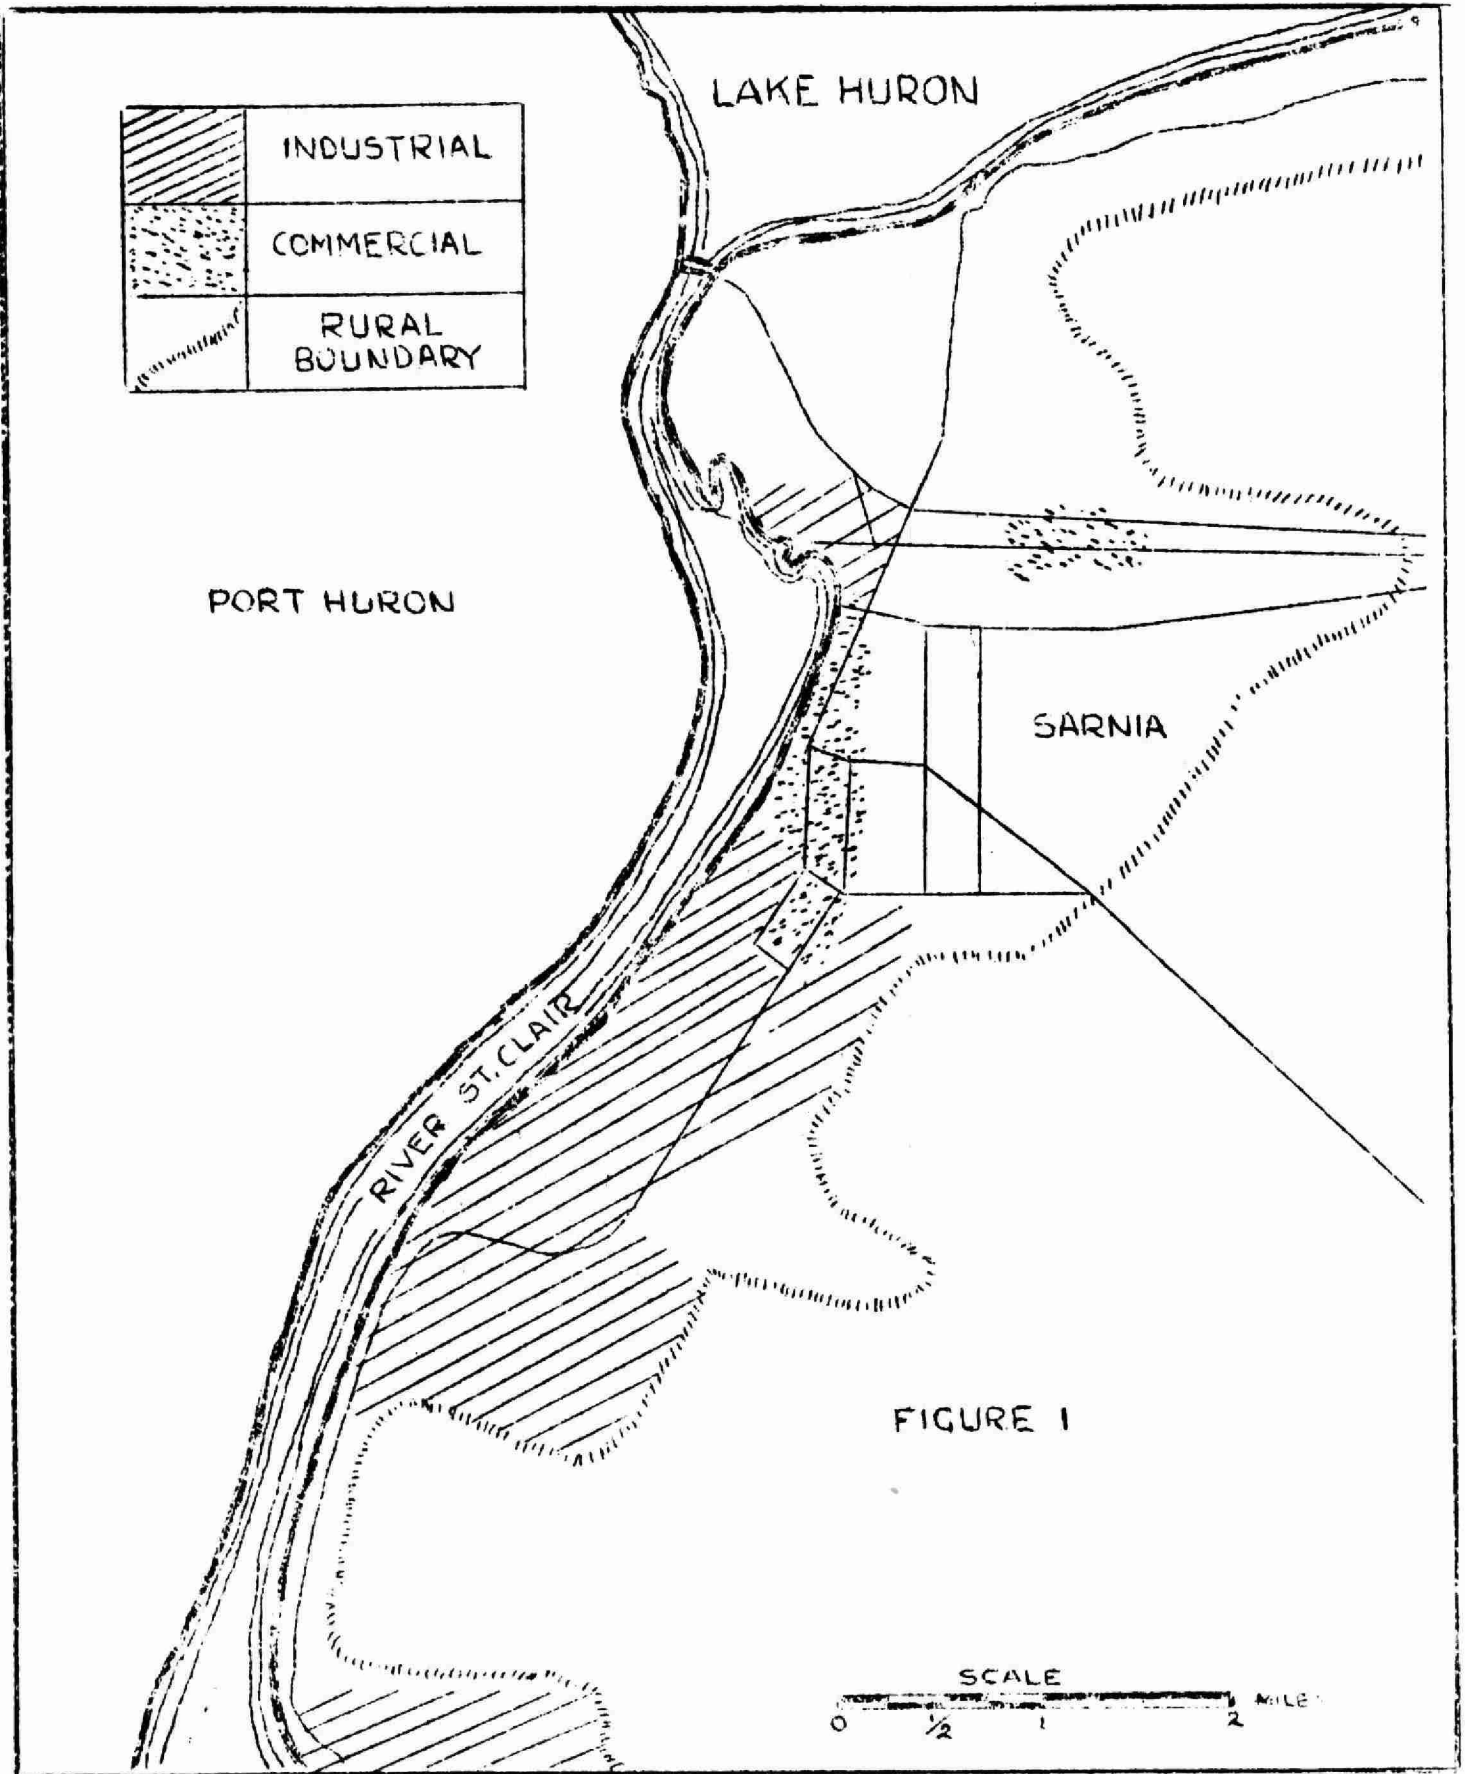 LAKE HURON
INDUSTRIAL
COMMERCIAL
RURAL
BOUNDARY
PORT HURON
SARNIA
RIVER ST. CLAIR
FIGURE 1
SCALE
MILES
0 1/2 1 2